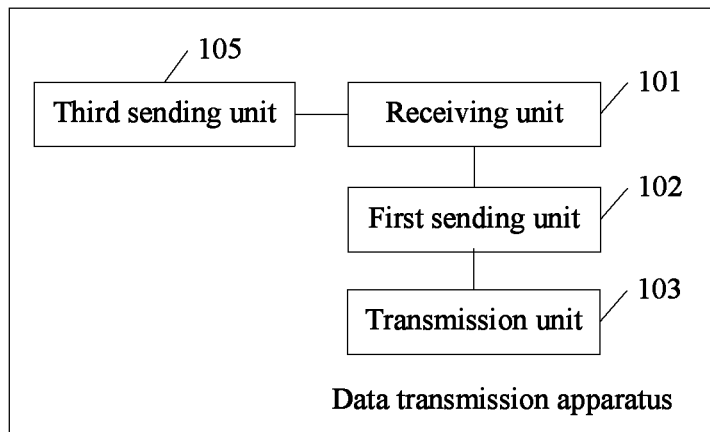 105
Third sending unit
101
Receiving unit
102
First sending unit
103
Transmission unit
Data transmission apparatus